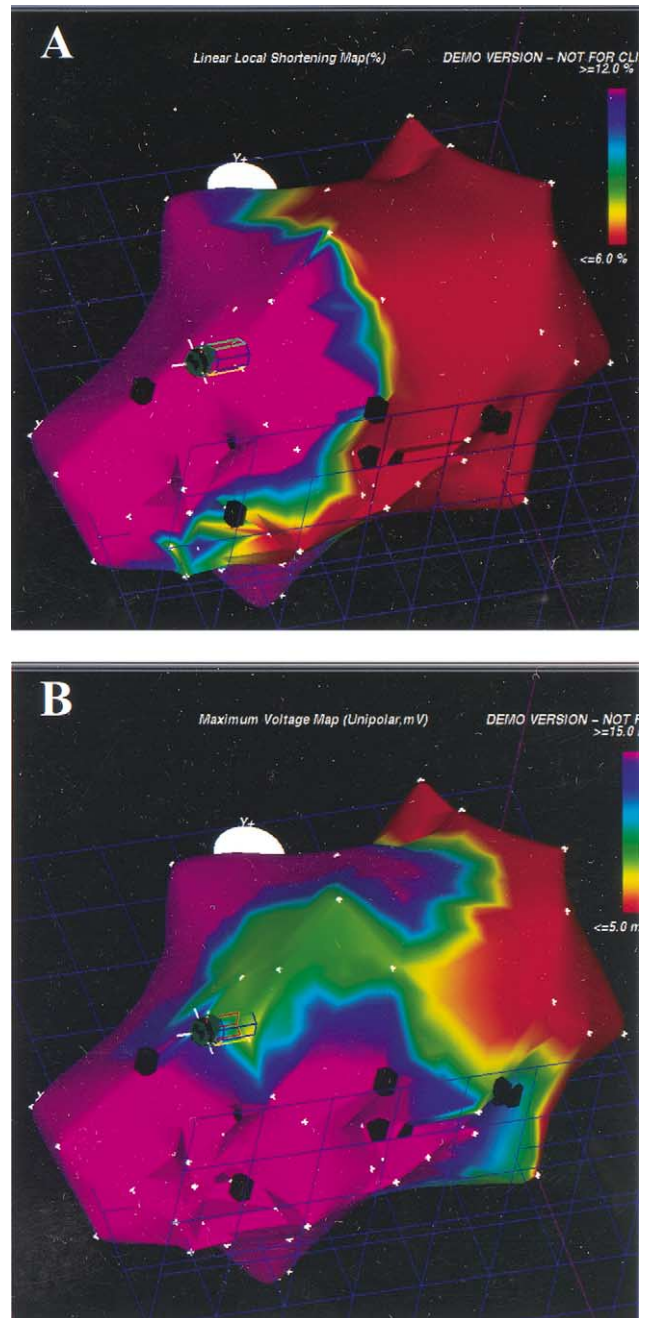 A
Linear Local Shortening Map(%)
DEMO VERSION – NOT FOR CLI
>=12.0 %
Y+
<=6.0 %
B
Maximum Voltage Map (Unipolar,mV)
DEMO VERSION – NOT F
>=15.0
Y+
<=5.0 m